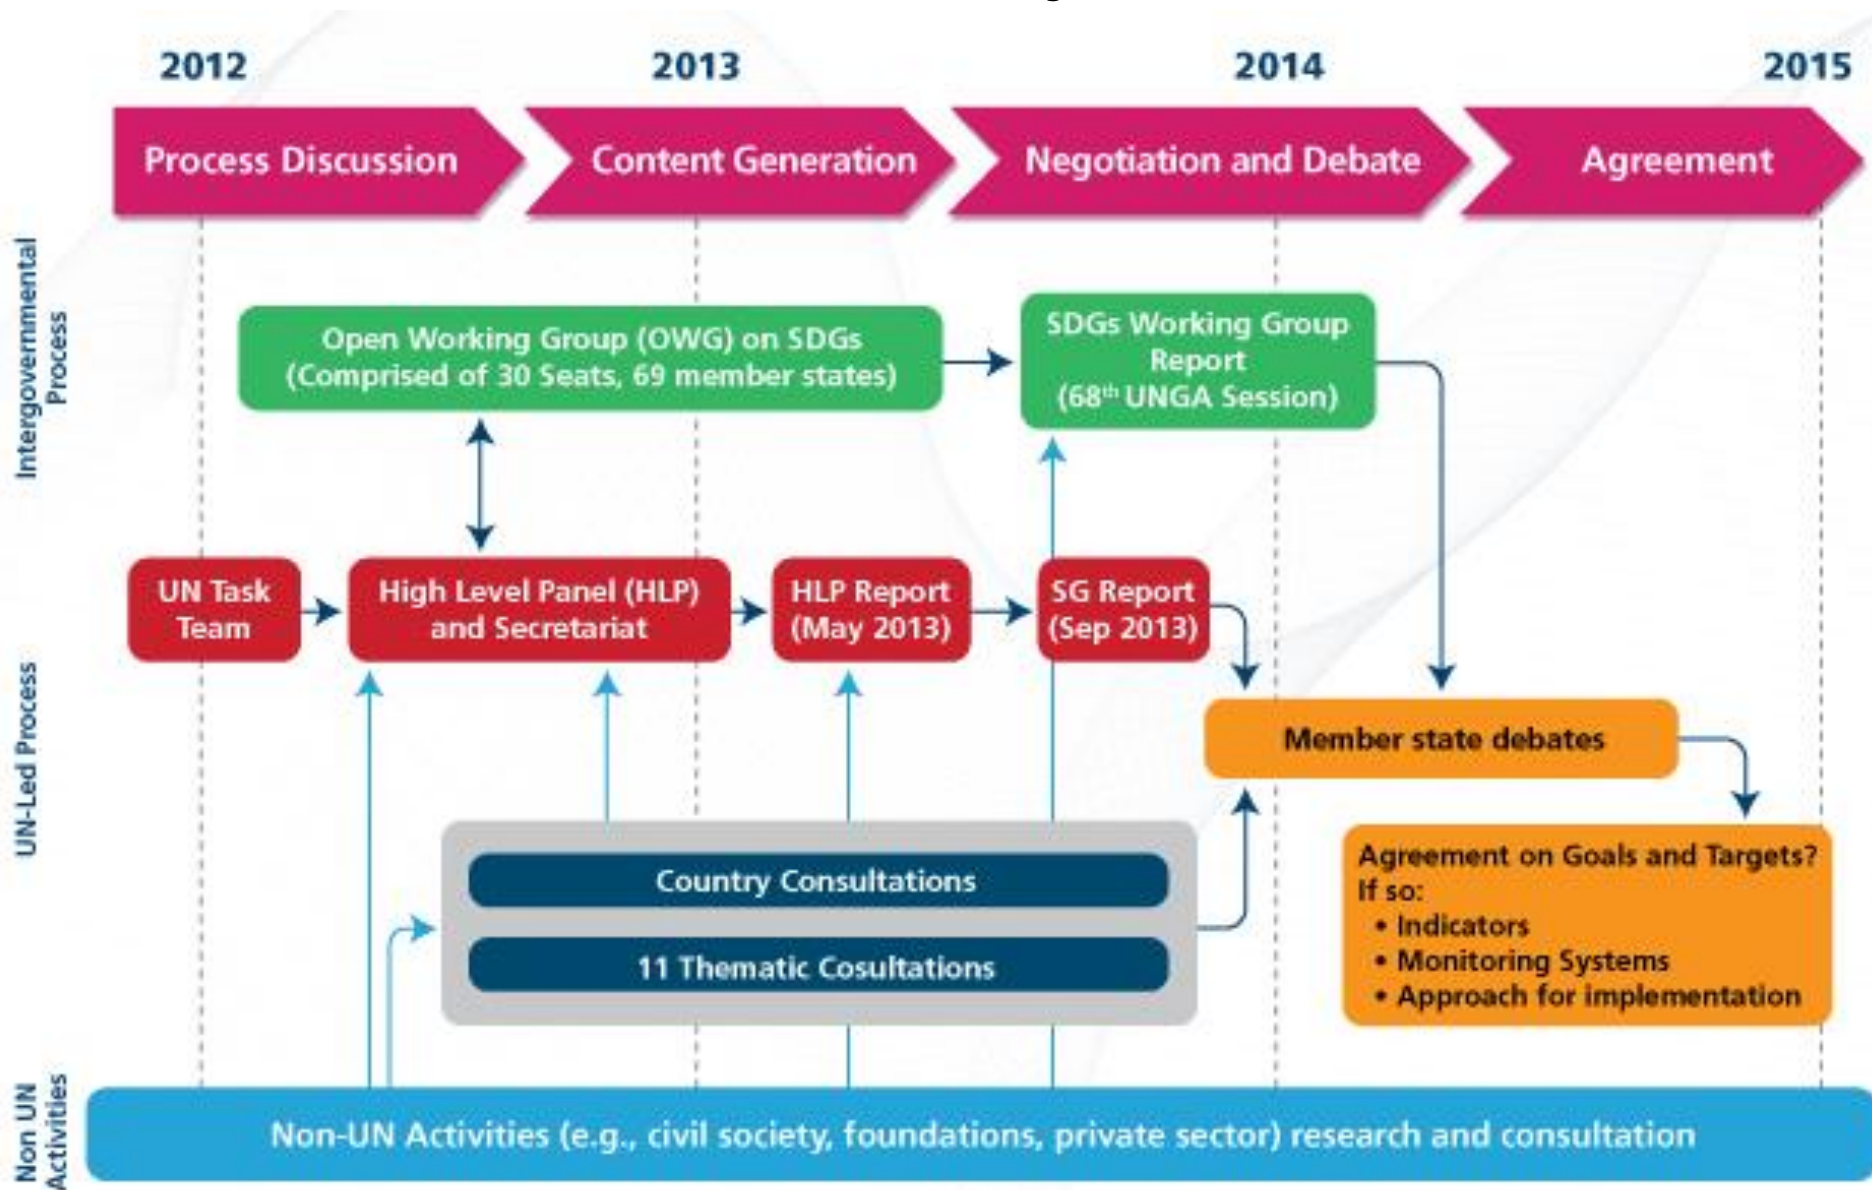 2012
2013
2014
2015
Process Discussion
Content Generation
Negotiation and Debate
Agreement
Intergovernmental
Process
Open Working Group (OWG) on SDGs
(Comprised of 30 Seats, 69 member states)
SDGs Working Group
Report
(68th UNGA Session)
UN-Led Process
UN Task
Team
High Level Panel (HLP)
and Secretariat
HLP Report
(May 2013)
SG Report
(Sep 2013)
Member state debates
Country Consultations
11 Thematic Cosultations
Agreement on Goals and Targets?
If so:
• Indicators
• Monitoring Systems
• Approach for implementation
Non UN
Activities
Non-UN Activities (e.g., civil society, foundations, private sector) research and consultation